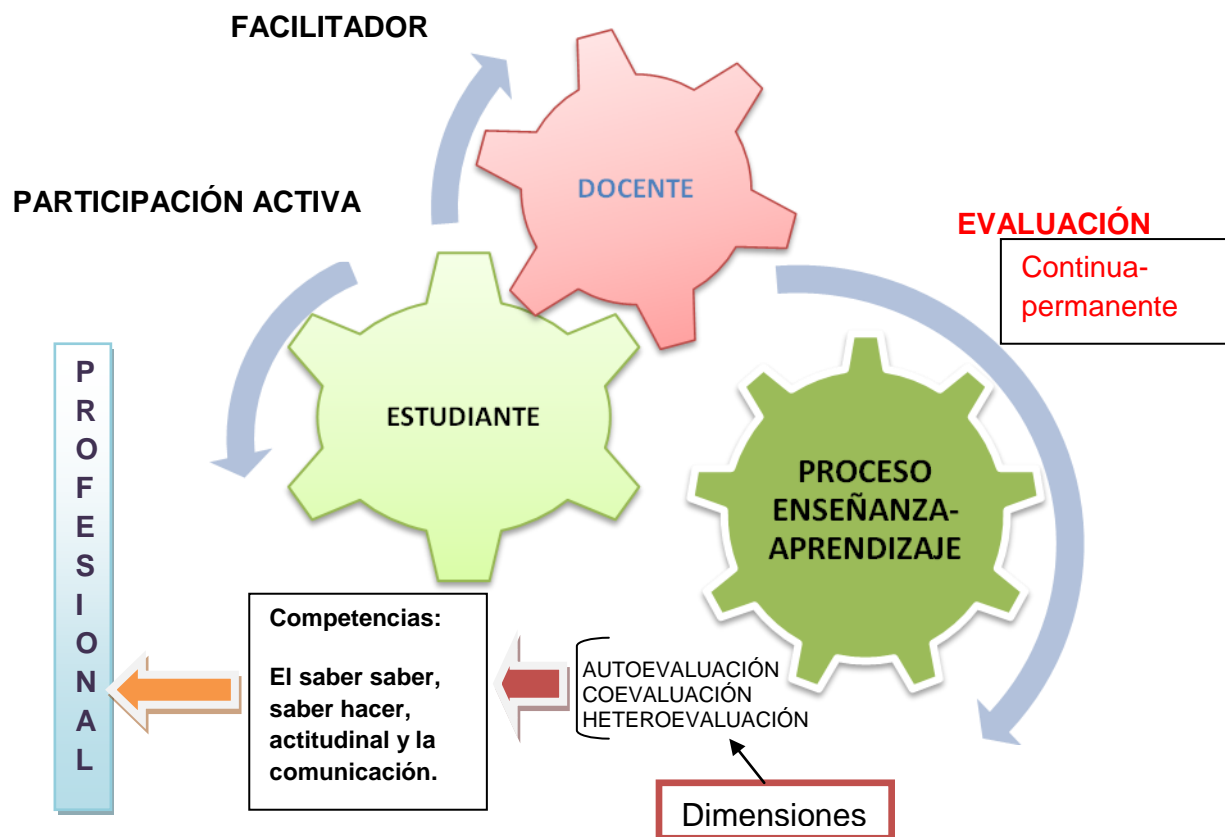 FACILITADOR
DOCENTE
PARTICIPACIÓN ACTIVA
EVALUACIÓN
Continua-
permanente
ESTUDIANTE
PROCESO
ENSEÑANZA-
APRENDIZAJE
PROFESIONAL
Competencias:
El saber saber,
saber hacer,
actitudinal y la
comunicación.
AUTOEVALUACIÓN
COEVALUACIÓN
HETEROEVALUACIÓN
Dimensiones